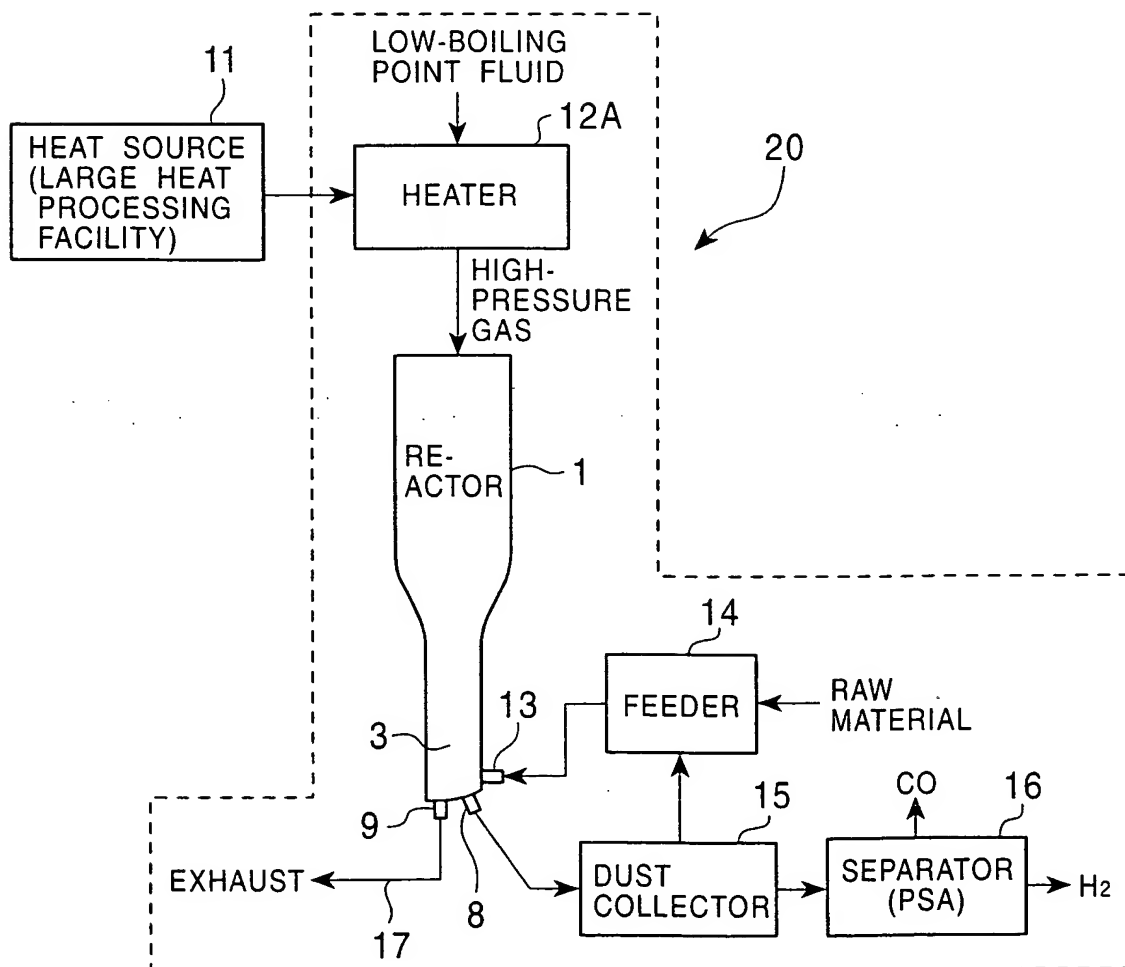 LOW-BOILING
POINT FLUID
11
12A
HEAT SOURCE
(LARGE HEAT
PROCESSING
FACILITY)
HEATER
20
HIGH-
PRESSURE
GAS
RE-
ACTOR
1
14
FEEDER
RAW
MATERIAL
13
3
CO
16
15
9
8
EXHAUST
17
DUST
COLLECTOR
SEPARATOR
(PSA)
H2